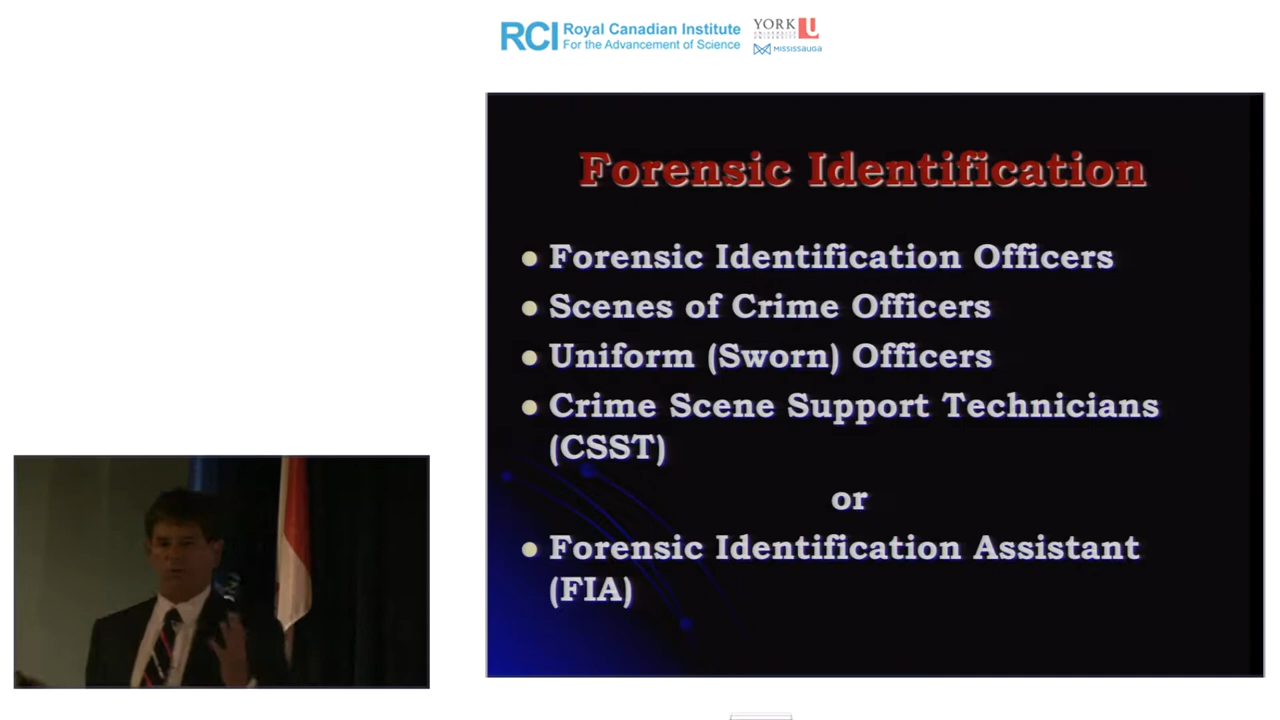 RCI Royal Canadian Institute
For the Advancement of Science
YORK U
MISSISSAUGA
Forensic Identification
• Forensic Identification Officers
• Scenes of Crime Officers
• Uniform (Sworn) Officers
• Crime Scene Support Technicians
(CSST)
or
• Forensic Identification Assistant
(FIA)